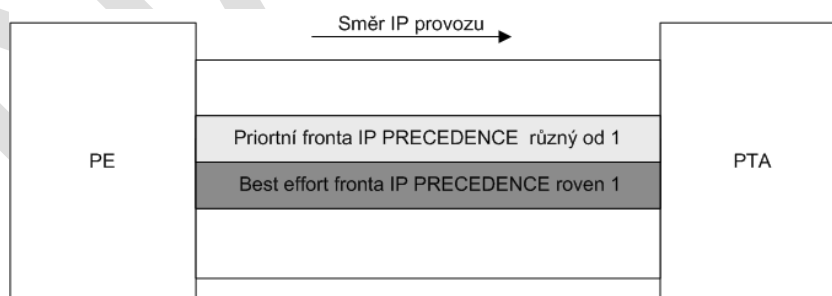 Směr IP provozu
Priortní fronta IP PRECEDENCE různý od 1
PE
PTA
Best effort fronta IP PRECEDENCE roven 1